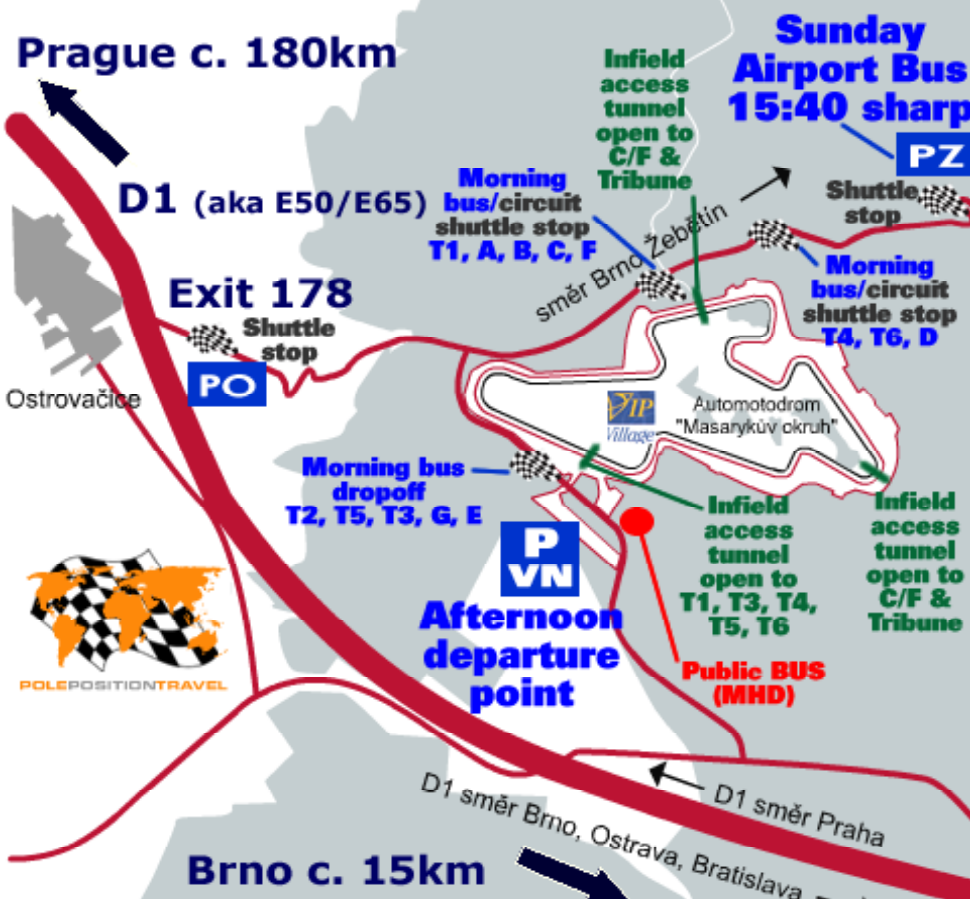 Prague c. 180km
Sunday
Airport Bus
15:40 sharp
PZ
Infield
access
tunnel
open to
C/F &
Tribune
D1 (aka E50/E65)
Morning
bus/circuit
shuttle stop
T1, A, B, C, F
směr Brno Žebětín
Shuttle
stop
Morning
bus/circuit
shuttle stop
T4, T6, D
Exit 178
Shuttle
stop
PO
Ostrovačice
VIP
Village
Automotodrom
"Masarykův okruh"
Morning bus
dropoff
T2, T5, T3, G, E
P
VN
Afternoon
departure
point
Infield
access
tunnel
open to
T1, T3, T4,
T5, T6
Infield
access
tunnel
open to
C/F &
Tribune
Public BUS
(MHD)
POLEPOSITIONTRAVEL
D1 směr Praha
D1 směr Brno, Ostrava, Bratislava,
Brno c. 15km